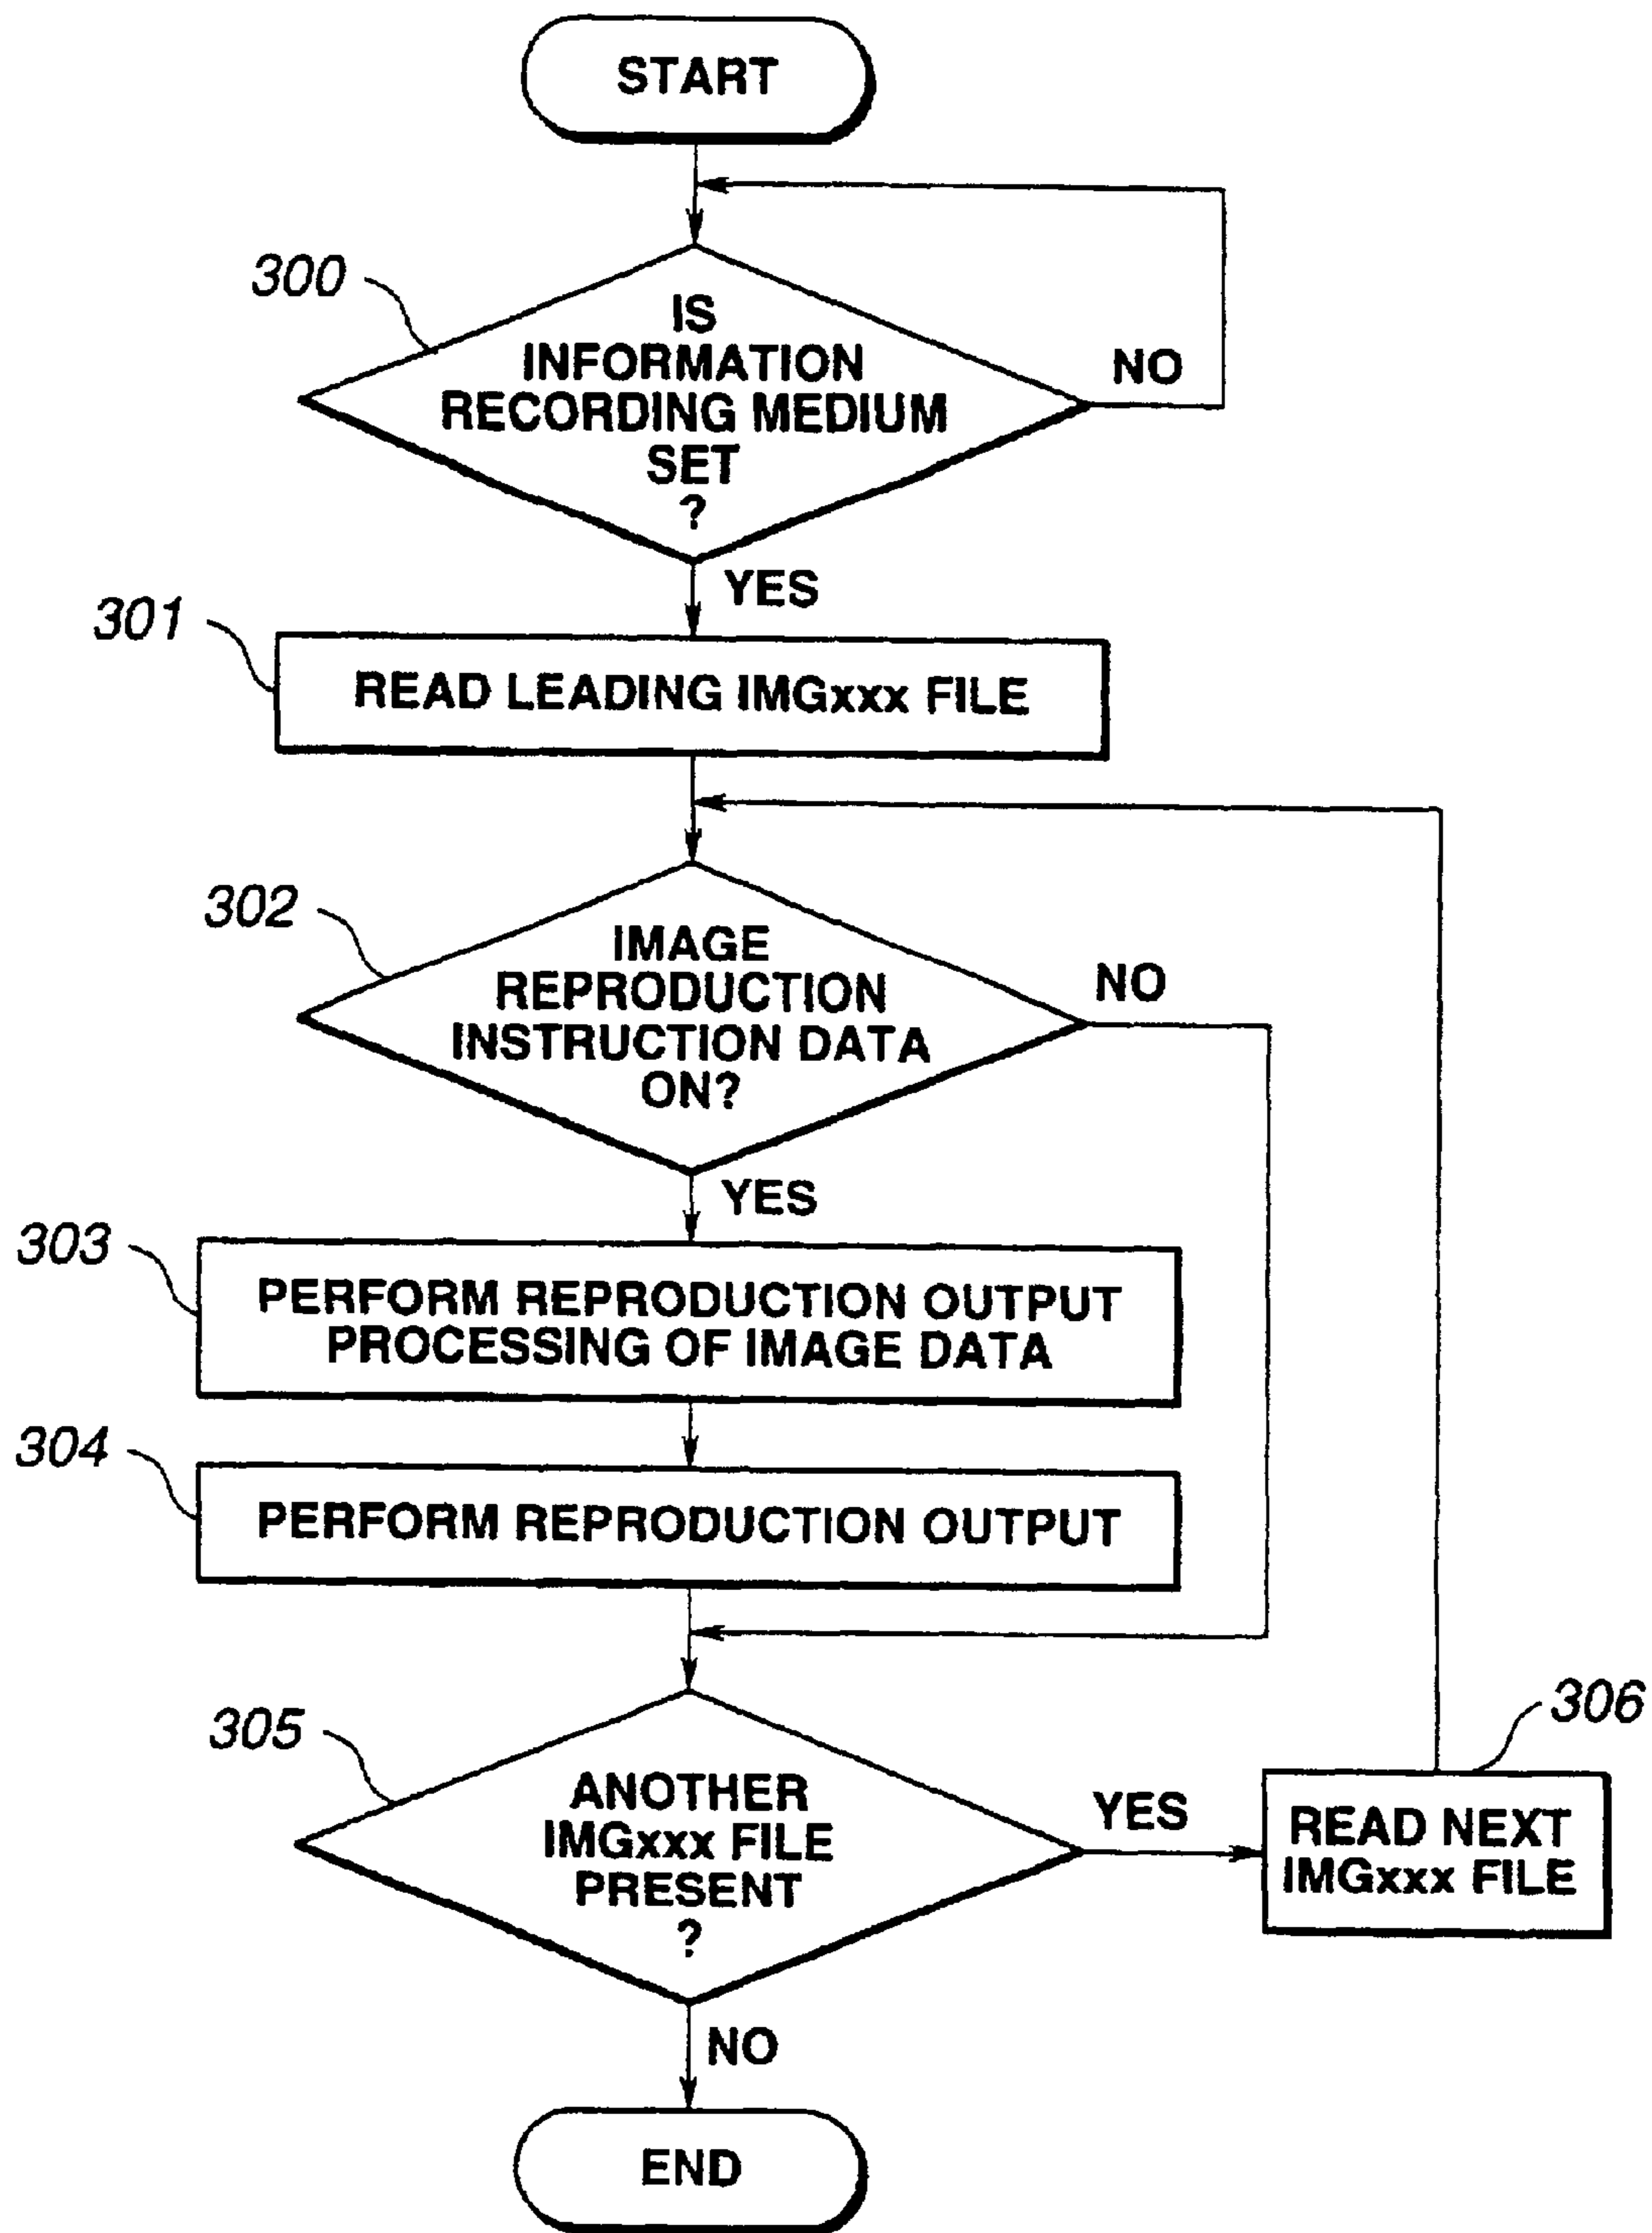 START
300
IS
INFORMATION
RECORDING MEDIUM
SET
?
NO
YES
301
READ LEADING IMGxxx FILE
302
IMAGE
REPRODUCTION
INSTRUCTION DATA
ON?
NO
YES
303
PERFORM REPRODUCTION OUTPUT
PROCESSING OF IMAGE DATA
304
PERFORM REPRODUCTION OUTPUT
305
ANOTHER
IMGxxx FILE
PRESENT
?
YES
306
READ NEXT
IMGxxx FILE
NO
END